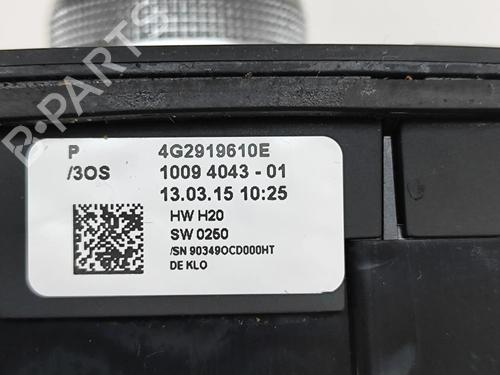 B-PARTS
P 4G2919610E
/3OS 1009 4043 - 01
13.03.15 10:25
HW H20
SW 0250
/SN 90349OCD000HT
DE KLO